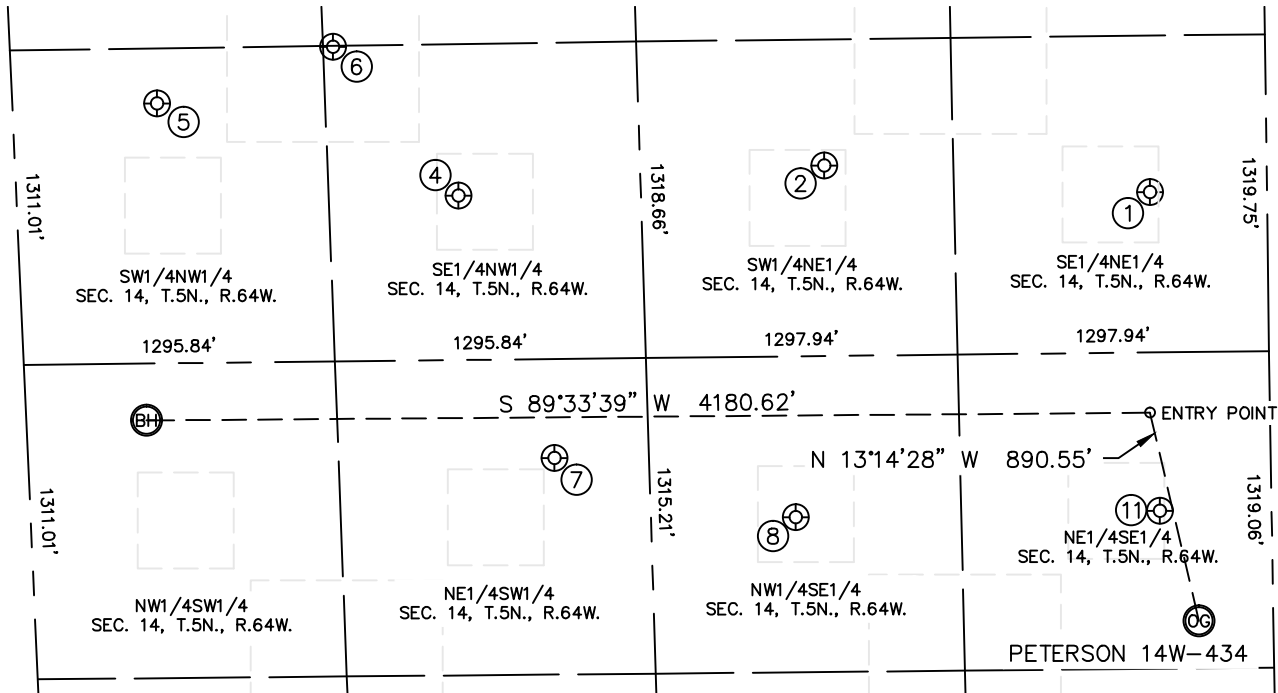 6
5
4
2
1
1311.01'
1318.66'
1319.75'
SW1/4NW1/4
SEC. 14, T.5N., R.64W.
SE1/4NW1/4
SEC. 14, T.5N., R.64W.
SW1/4NE1/4
SEC. 14, T.5N., R.64W.
SE1/4NE1/4
SEC. 14, T.5N., R.64W.
1295.84'
1295.84'
1297.94'
1297.94'
BH
S 89°33'39" W 4180.62'
ENTRY POINT
N 13°14'28" W 890.55'
7
8
11
1311.01'
1315.21'
1319.06'
NW1/4SW1/4
SEC. 14, T.5N., R.64W.
NE1/4SW1/4
SEC. 14, T.5N., R.64W.
NW1/4SE1/4
SEC. 14, T.5N., R.64W.
NE1/4SE1/4
SEC. 14, T.5N., R.64W.
OG
PETERSON 14W-434